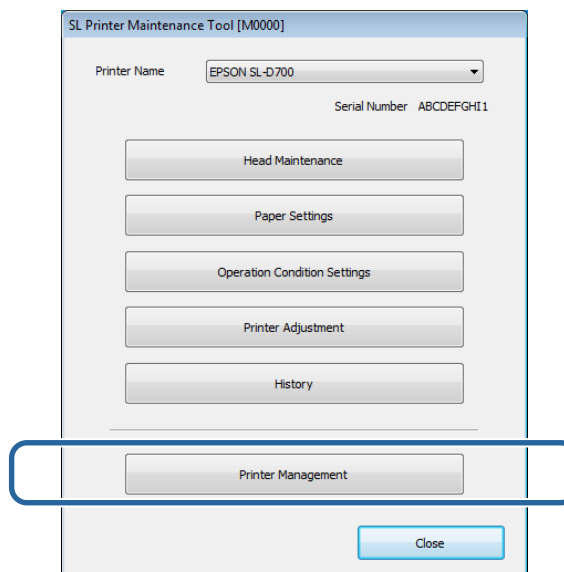 SL Printer Maintenance Tool [M0000]
Printer Name EPSON SL-D700
Serial Number ABCDEFGHI1
Head Maintenance
Paper Settings
Operation Condition Settings
Printer Adjustment
History
Printer Management
Close